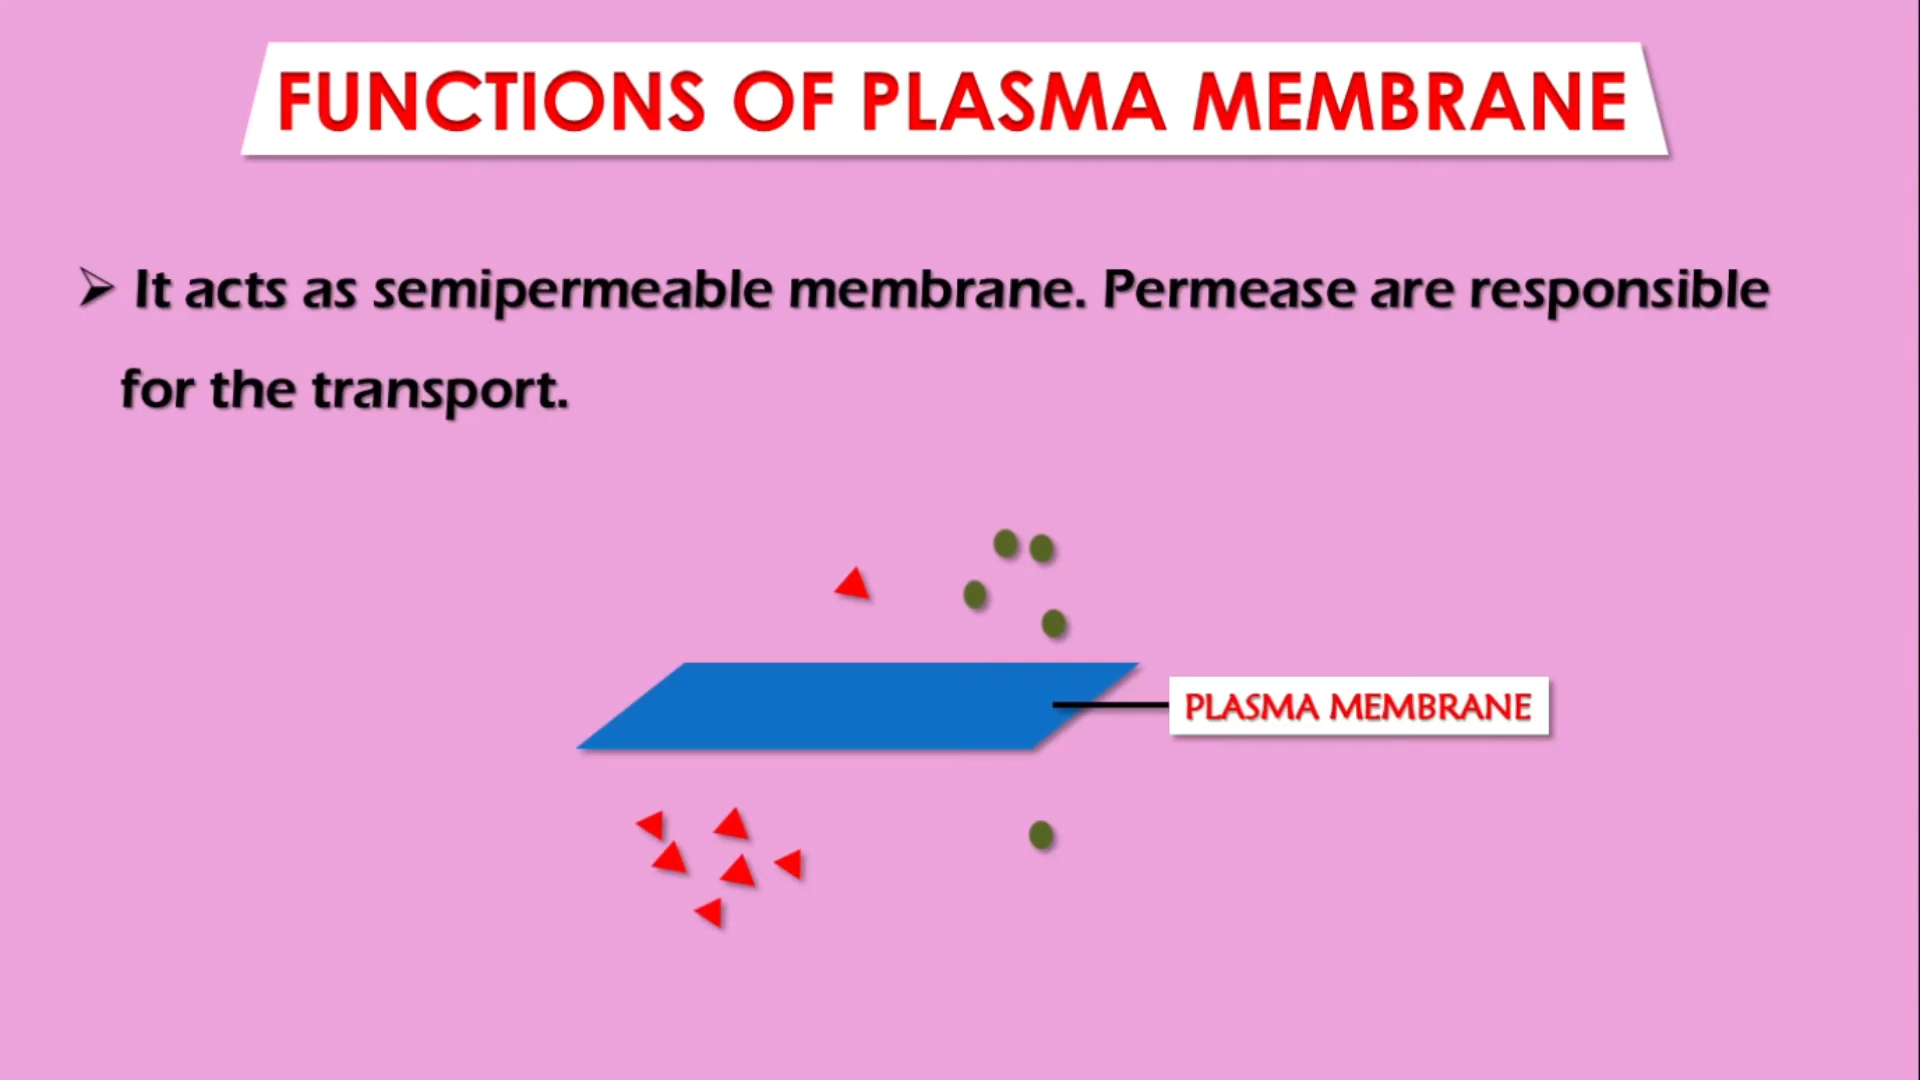 FUNCTIONS OF PLASMA MEMBRANE
➢ It acts as semipermeable membrane. Permease are responsible
for the transport.
PLASMA MEMBRANE